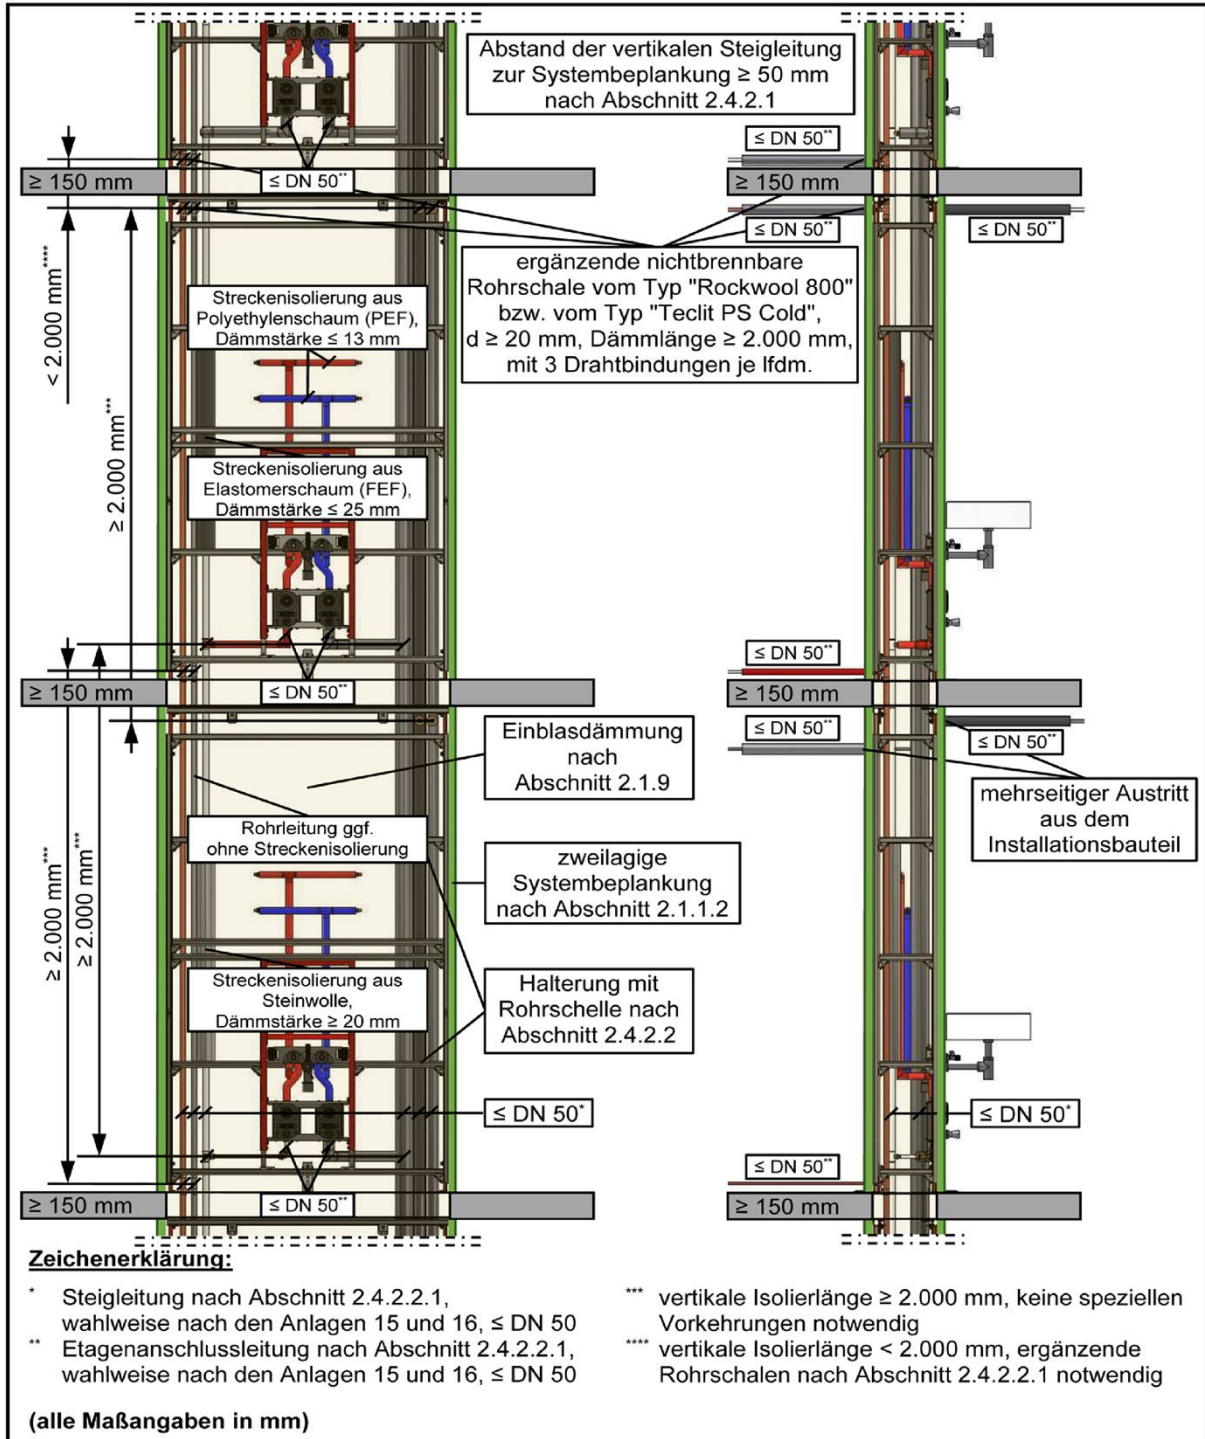 Abstand der vertikalen Steigleitung
zur Systembeplankung ≥ 50 mm
nach Abschnitt 2.4.2.1
≤ DN 50**
≥ 150 mm
≤ DN 50**
≥ 150 mm
≤ DN 50**
≤ DN 50**
ergänzende nichtbrennbare
Rohrschale vom Typ "Rockwool 800"
bzw. vom Typ "Teclit PS Cold",
d ≥ 20 mm, Dämmlänge ≥ 2.000 mm,
mit 3 Drahtbindungen je lfdm.
< 2.000 mm****
≥ 2.000 mm***
Streckenisolierung aus
Polyethylenschaum (PEF),
Dämmstärke ≤ 13 mm
Streckenisolierung aus
Elastomerschaum (FEF),
Dämmstärke ≤ 25 mm
≤ DN 50**
≥ 150 mm
≤ DN 50**
≥ 150 mm
≤ DN 50**
≤ DN 50**
Einblasdämmung
nach
Abschnitt 2.1.9
mehrseitiger Austritt
aus dem
Installationsbauteil
Rohrleitung ggf.
ohne Streckenisolierung
zweilagige
Systembeplankung
nach Abschnitt 2.1.1.2
≥ 2.000 mm***
≥ 2.000 mm***
Streckenisolierung aus
Steinwolle,
Dämmstärke ≥ 20 mm
Halterung mit
Rohrschelle nach
Abschnitt 2.4.2.2
≤ DN 50*
≤ DN 50*
≤ DN 50**
≥ 150 mm
≤ DN 50**
≥ 150 mm
Zeichenerklärung:
* Steigleitung nach Abschnitt 2.4.2.2.1,
wahlweise nach den Anlagen 15 und 16, ≤ DN 50
** Etagenanschlussleitung nach Abschnitt 2.4.2.2.1,
wahlweise nach den Anlagen 15 und 16, ≤ DN 50
*** vertikale Isolierlänge ≥ 2.000 mm, keine speziellen
Vorkehrungen notwendig
**** vertikale Isolierlänge < 2.000 mm, ergänzende
Rohrschalen nach Abschnitt 2.4.2.2.1 notwendig
(alle Maßangaben in mm)